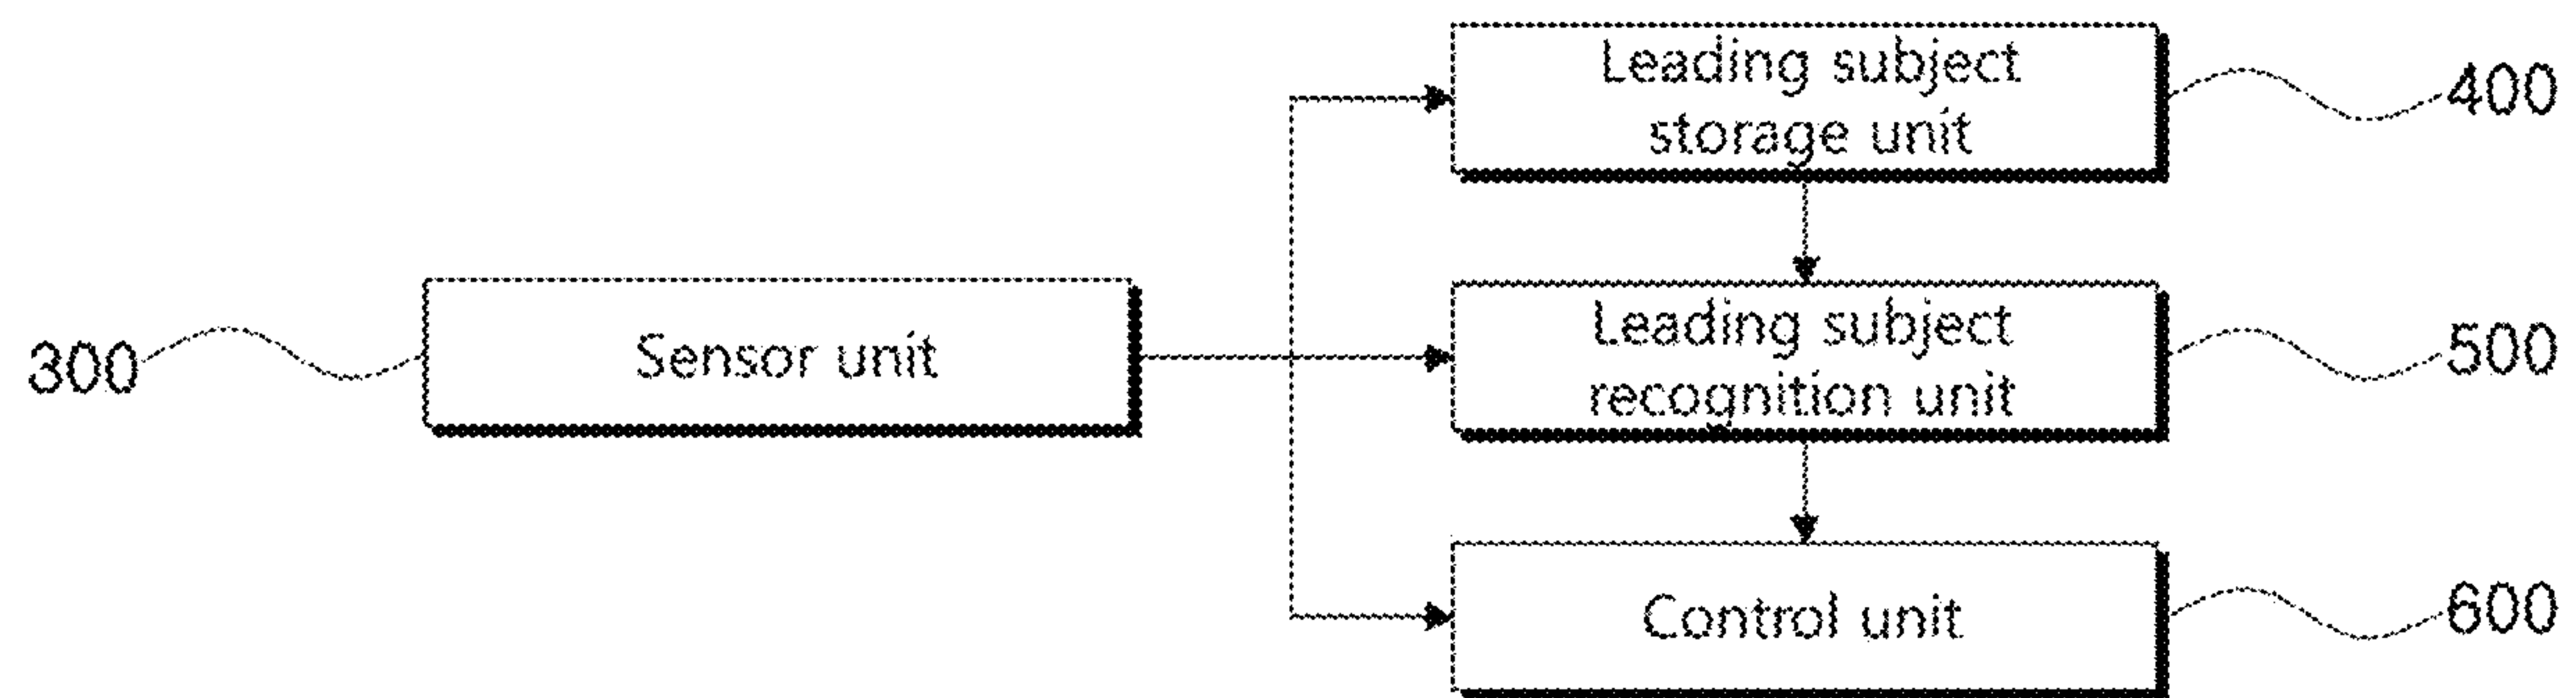 Leading subject
storage unit
400
300
Sensor unit
Leading subject
recognition unit
500
Control unit
600